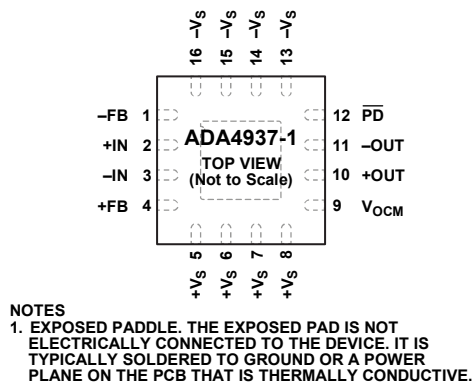 16 –VS
15 –VS
14 –VS
13 –VS
–FB 1
+IN 2
–IN 3
+FB 4
ADA4937-1
TOP VIEW
(Not to Scale)
12 PD
11 –OUT
10 +OUT
9 VOCM
5 +VS
6 +VS
7 +VS
8 +VS
NOTES
1. EXPOSED PADDLE. THE EXPOSED PAD IS NOT
ELECTRICALLY CONNECTED TO THE DEVICE. IT IS
TYPICALLY SOLDERED TO GROUND OR A POWER
PLANE ON THE PCB THAT IS THERMALLY CONDUCTIVE.